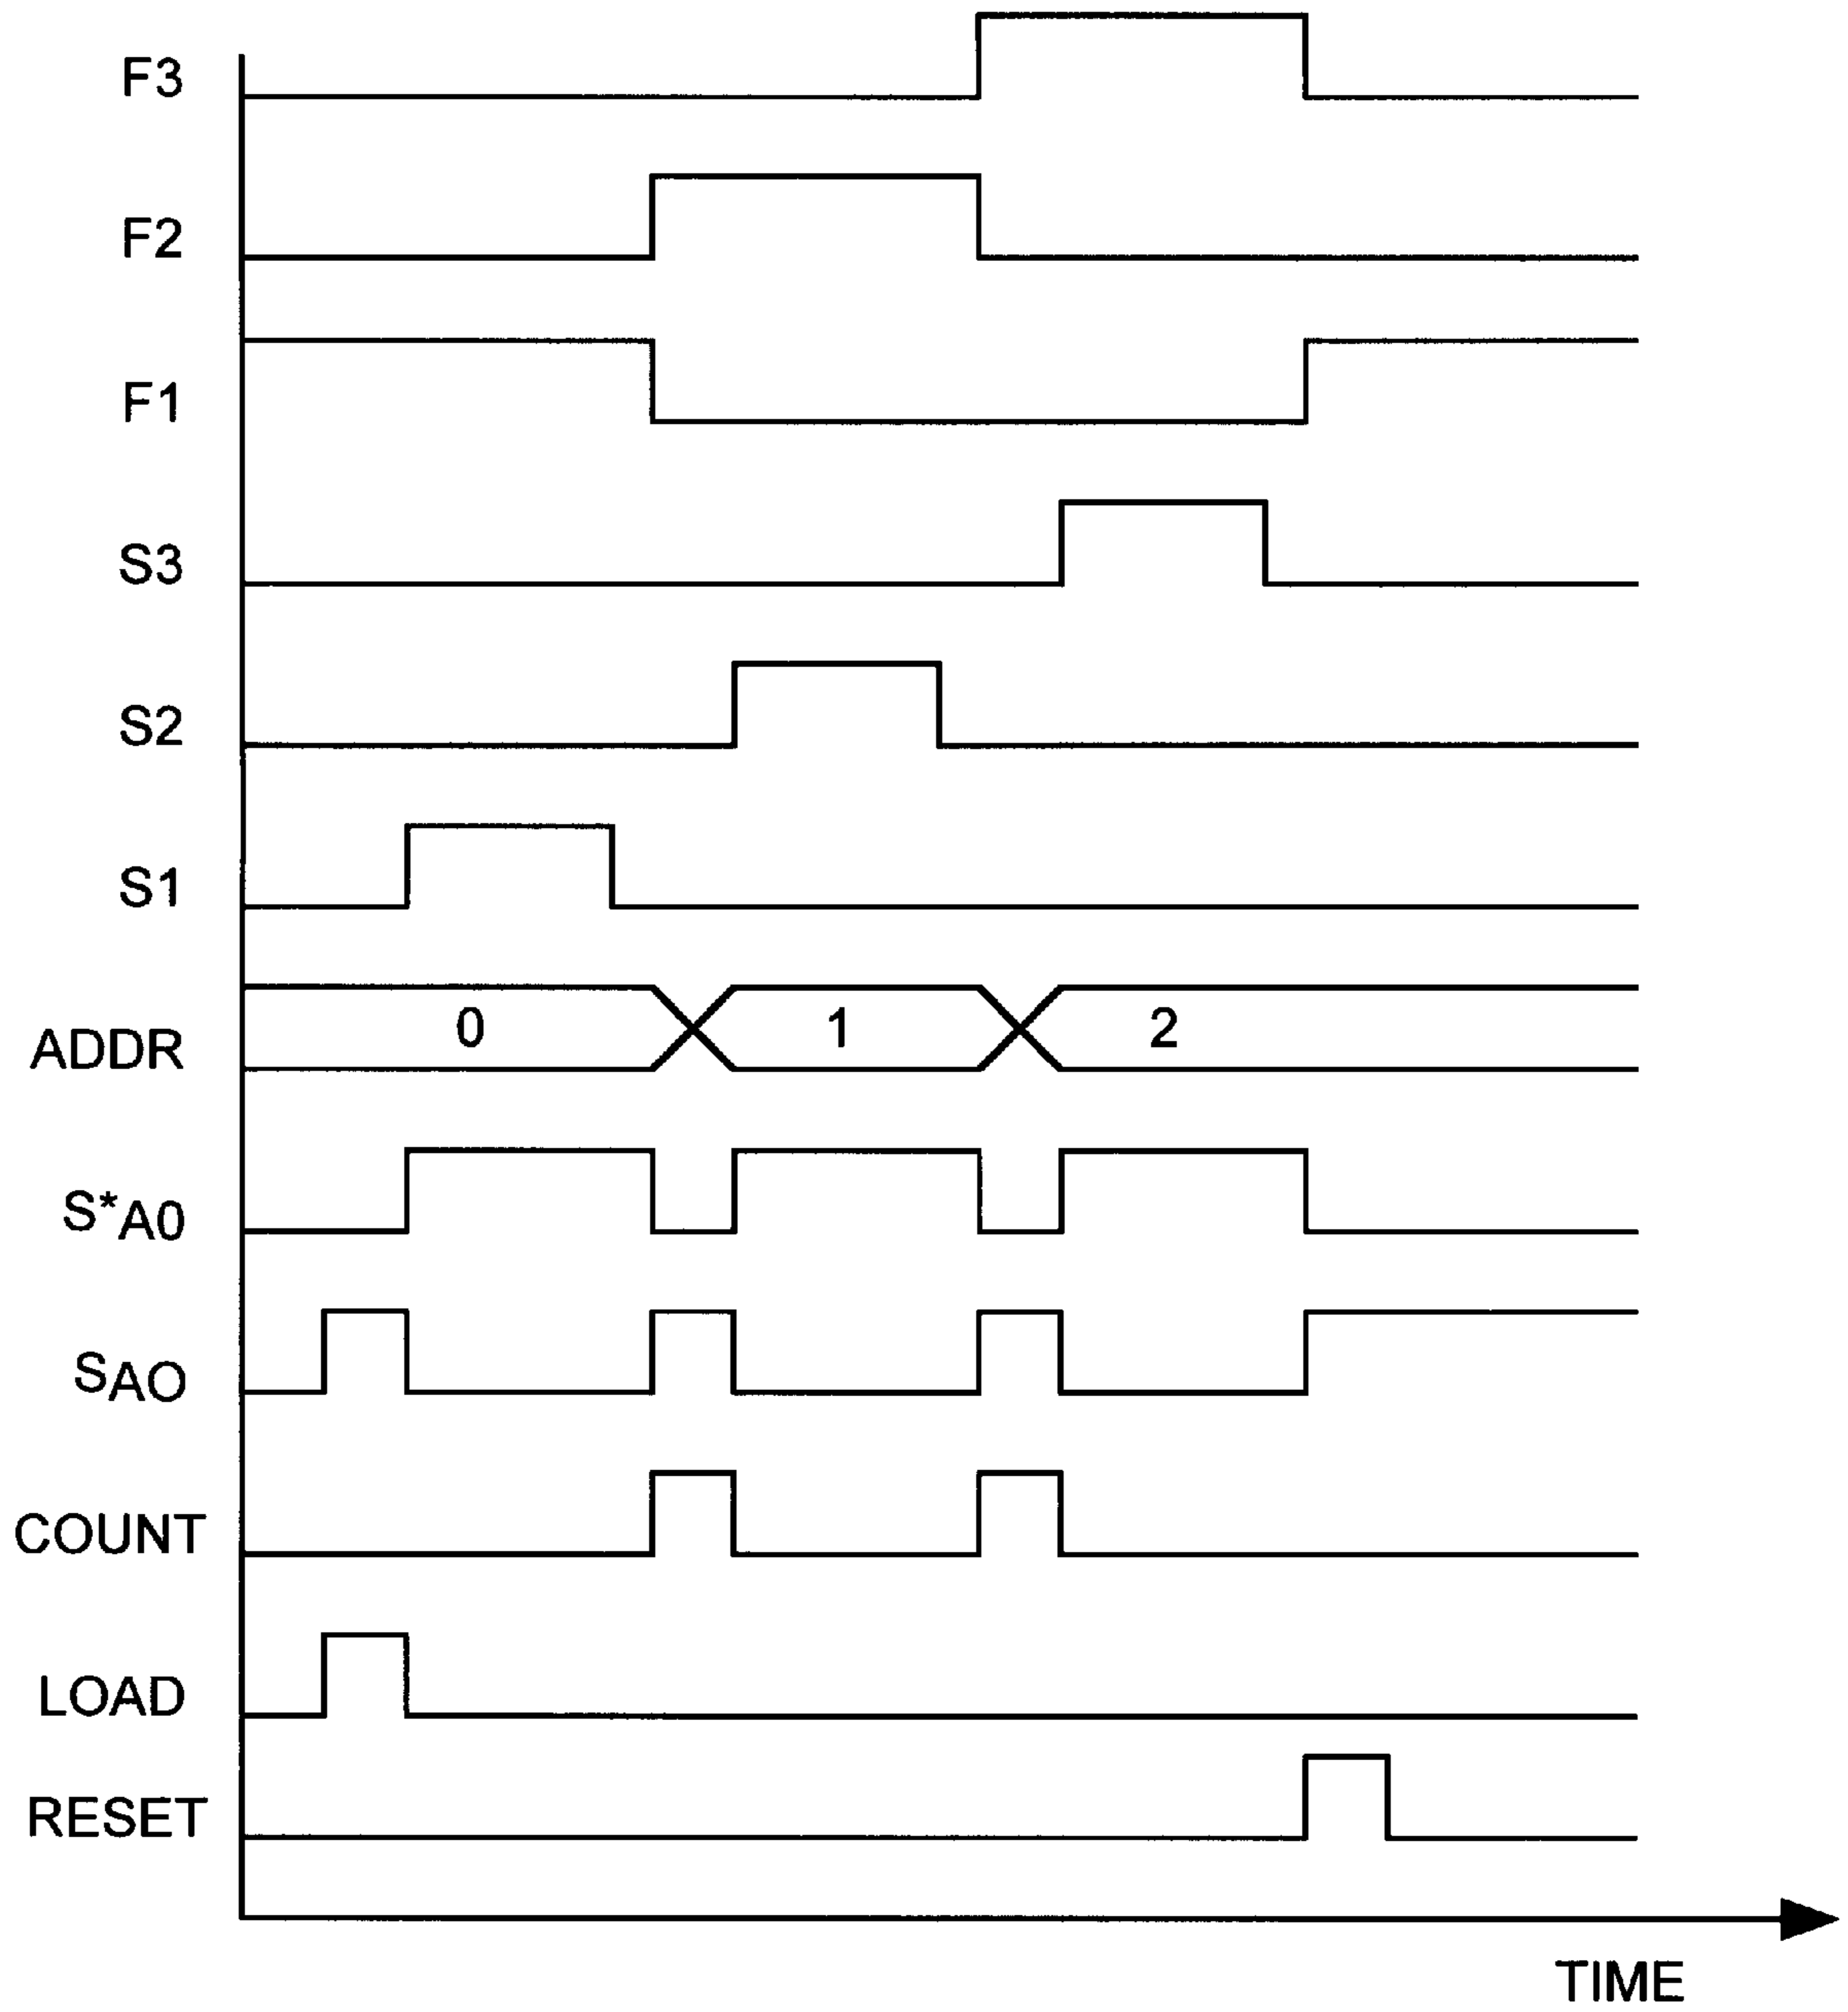 F3
F2
F1
S3
S2
S1
ADDR 0 1 2
S*A0
SAO
COUNT
LOAD
RESET
TIME